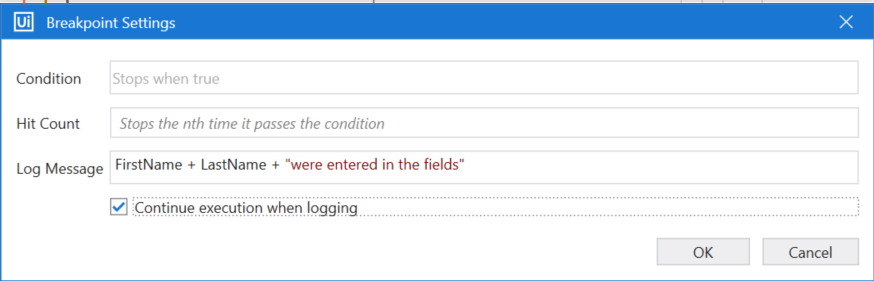 Ui Breakpoint Settings
Condition Stops when true
Hit Count Stops the nth time it passes the condition
Log Message FirstName + LastName + "were entered in the fields"
Continue execution when logging
OK Cancel